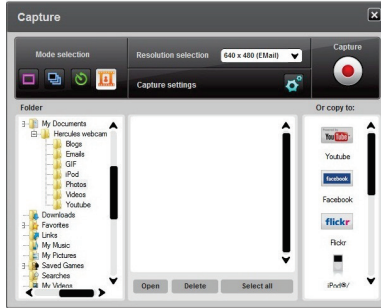 Capture
Mode selection
Resolution selection
640 x 480 (EMail)
Capture
Capture settings
Folder
Or copy to:
My Documents
Hercules webcam
Blogs
Emails
GIF
iPod
Photos
Videos
Youtube
Downloads
Favorites
Links
My Music
My Pictures
Saved Games
Searches
My Videos
You Tube
Youtube
facebook
Facebook
flickr
Flickr
iPod®/
Open
Delete
Select all